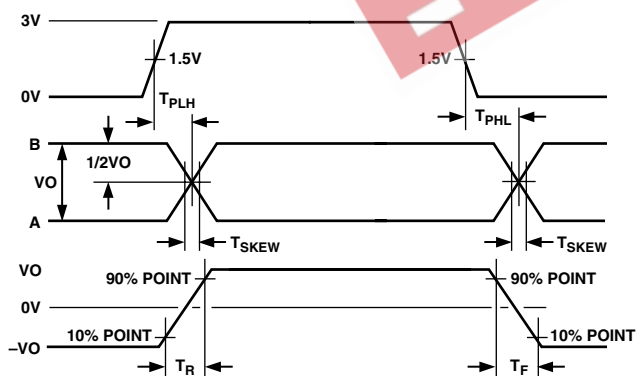 3V
1.5V
1.5V
0V
TPLH
TPHL
B
1/2VO
VO
A
TSKEW
TSKEW
VO
90% POINT
90% POINT
0V
10% POINT
10% POINT
–VO
TR
TF